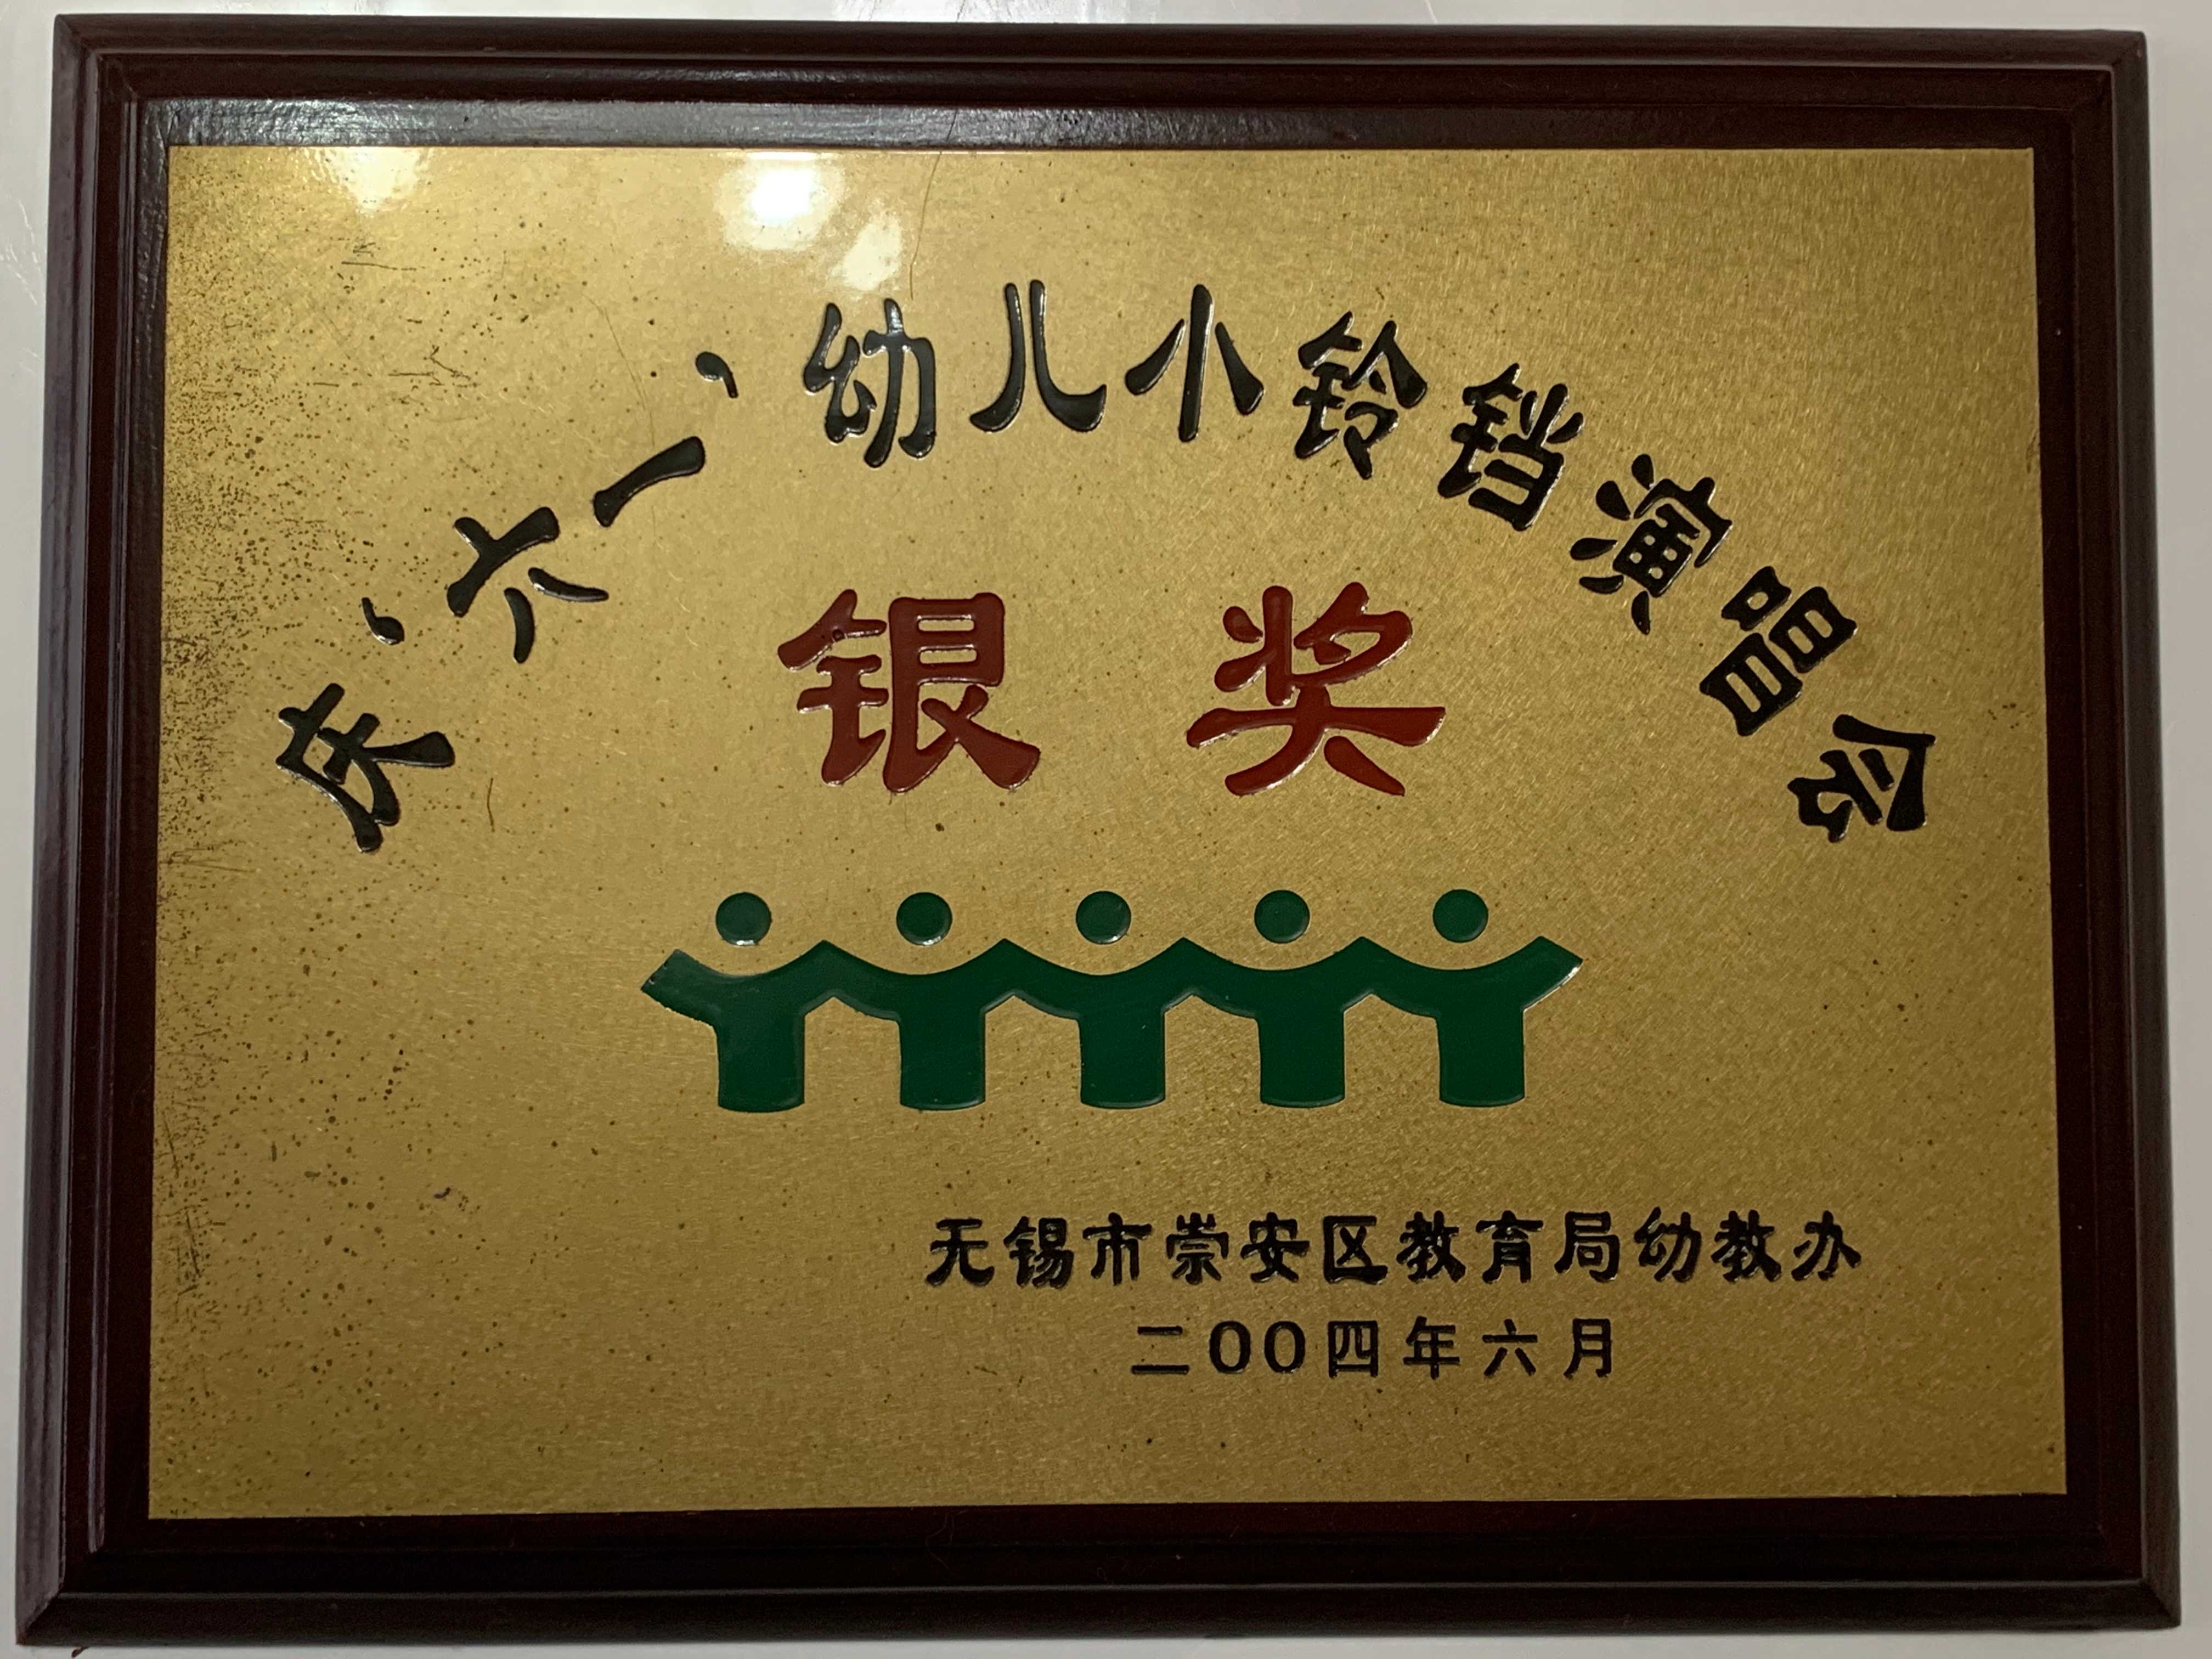 庆‘六一’幼儿小铃铛演唱会
银奖
无锡市崇安区教育局幼教办
二00四年六月